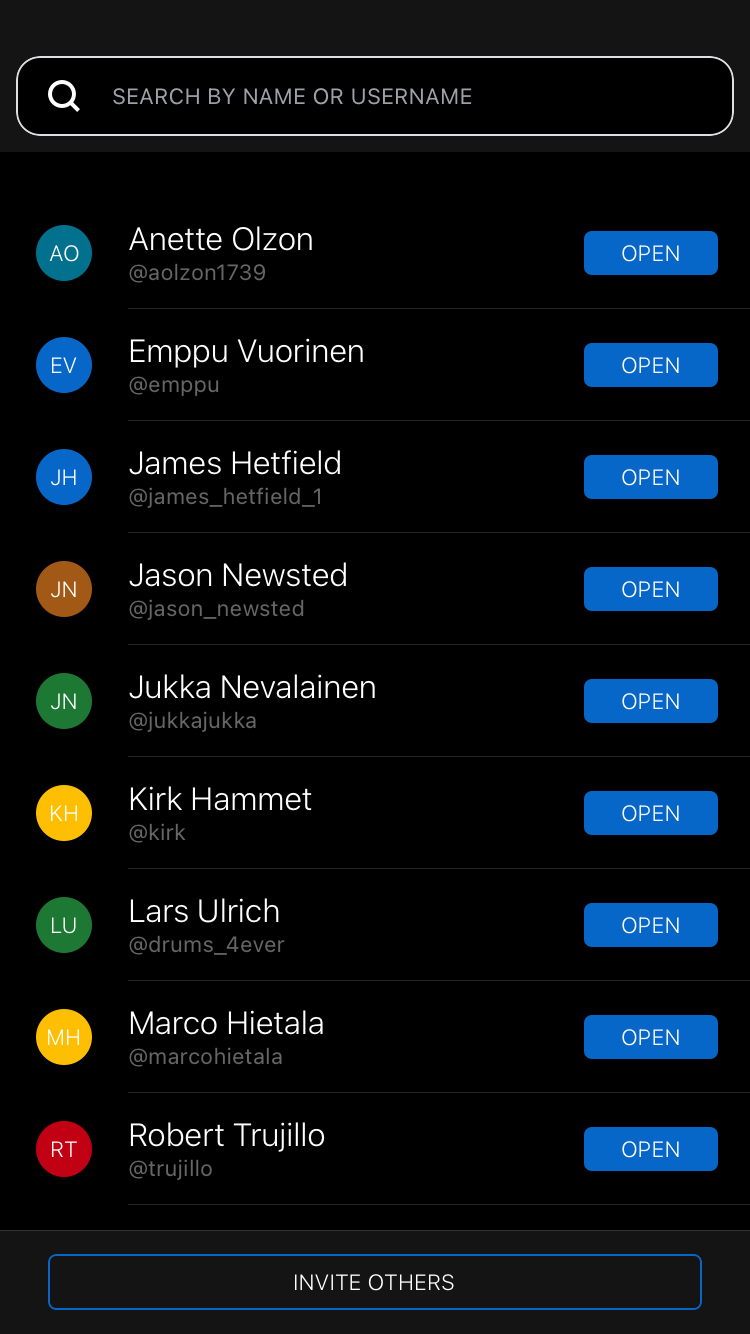 SEARCH BY NAME OR USERNAME
AO
Anette Olzon
@aolzon1739
OPEN
EV
Emppu Vuorinen
@emppu
OPEN
JH
James Hetfield
@james_hetfield_1
OPEN
JN
Jason Newsted
@jason_newsted
OPEN
JN
Jukka Nevalainen
@jukkajukka
OPEN
KH
Kirk Hammet
@kirk
OPEN
LU
Lars Ulrich
@drums_4ever
OPEN
MH
Marco Hietala
@marcohietala
OPEN
RT
Robert Trujillo
@trujillo
OPEN
INVITE OTHERS